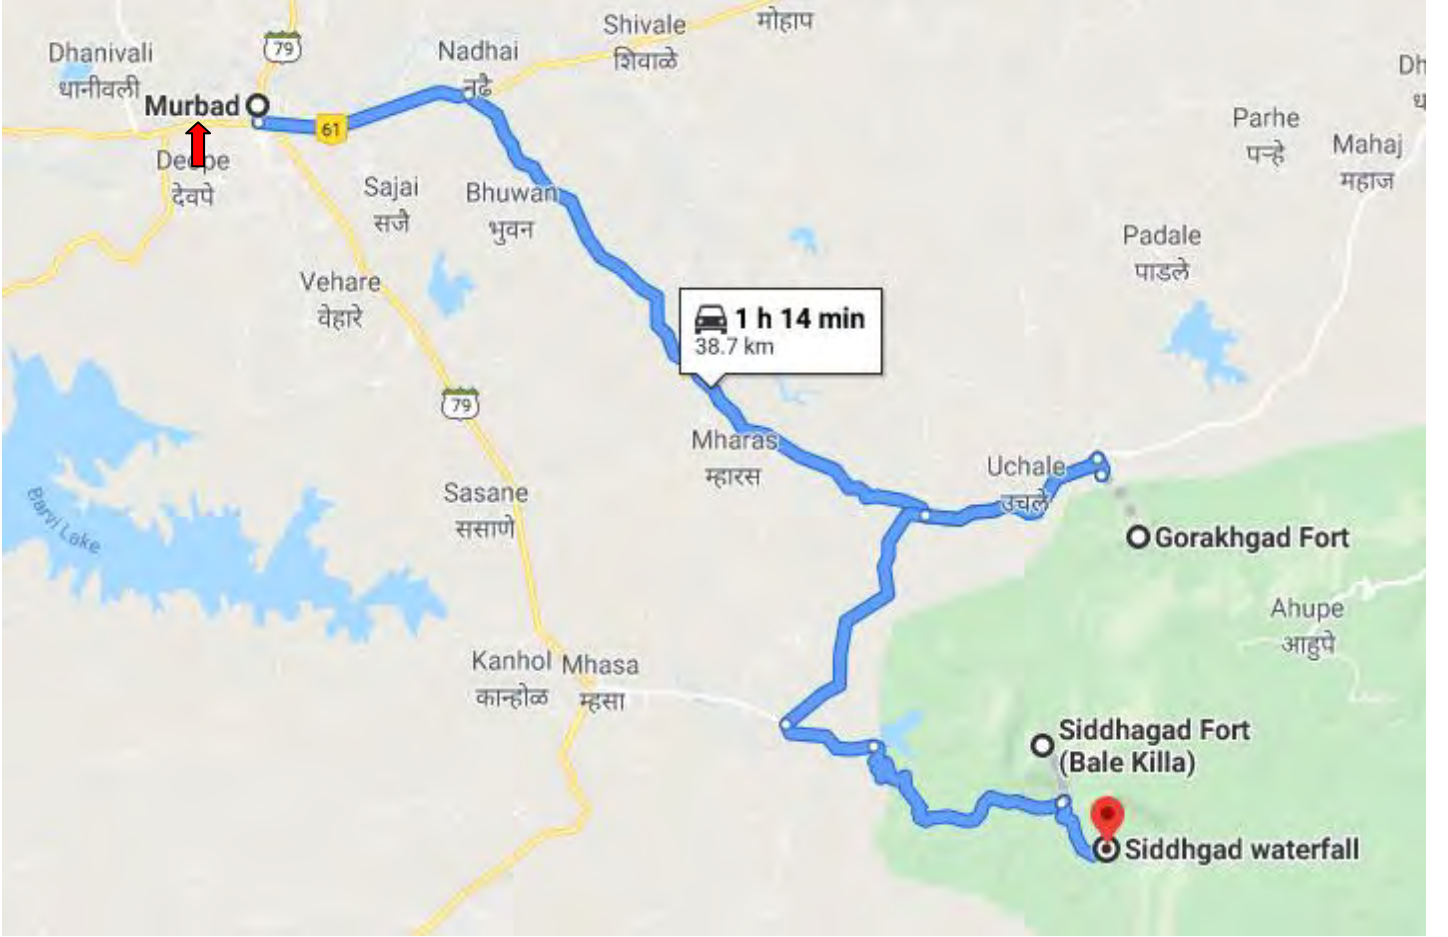 Shivale
शिवाळे
मोहाप
Dhanivali
धानीवली
79
Nadhai
नढै
Dh
Murbad
61
Parhe
पऱ्हे
Mahaj
महाज
देवपे
Sajai
सजै
Bhuwan
भुवन
Padale
पाडले
Vehare
वेहारे
1 h 14 min
38.7 km
79
Mharas
म्हारस
Uchale
उचले
Sasane
ससाणे
Barvi Lake
Gorakhgad Fort
Ahupe
आहुपे
Kanhol
कान्होळ
Mhasa
म्हसा
Siddhagad Fort
(Bale Killa)
Siddhgad waterfall